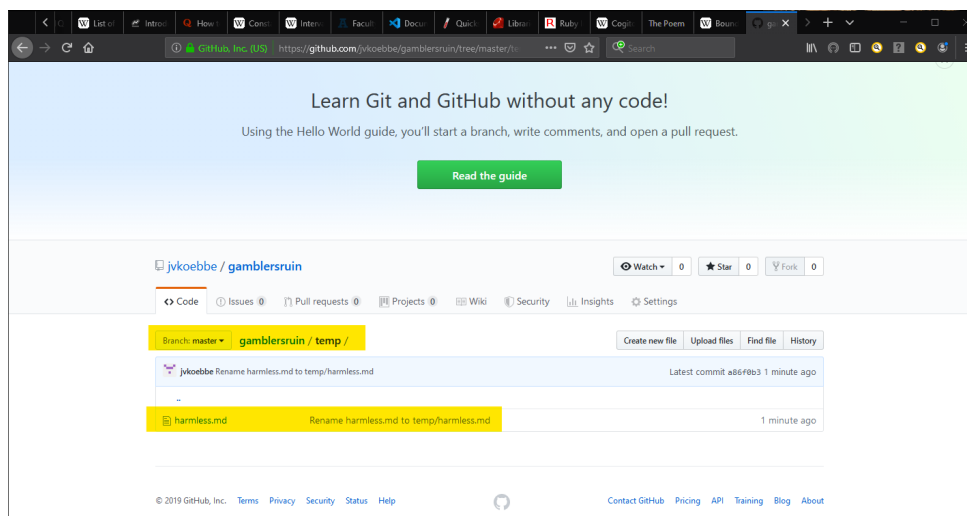 List of Introd How Const Interv Facult Docun Quick Librar Ruby Cogit The Poem Boun ga
GitHub, Inc. (US) https://github.com/jvkoebbe/gamblersruin/tree/master/te Search
Learn Git and GitHub without any code!
Using the Hello World guide, you'll start a branch, write comments, and open a pull request.
Read the guide
jvkoebbe / gamblersruin Watch 0 Star 0 Fork 0
Code Issues 0 Pull requests 0 Projects 0 Wiki Security Insights Settings
Branch: master gamblersruin / temp / Create new file Upload files Find file History
jvkoebbe Rename harmless.md to temp/harmless.md Latest commit a86f0b3 1 minute ago
..
harmless.md Rename harmless.md to temp/harmless.md 1 minute ago
© 2019 GitHub, Inc. Terms Privacy Security Status Help Contact GitHub Pricing API Training Blog About